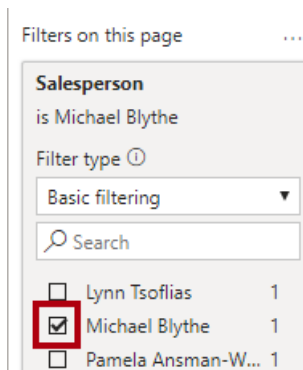 Filters on this page ...
Salesperson
is Michael Blythe
Filter type ⓘ
Basic filtering
Search
Lynn Tsoflias 1
Michael Blythe 1
Pamela Ansman-W... 1